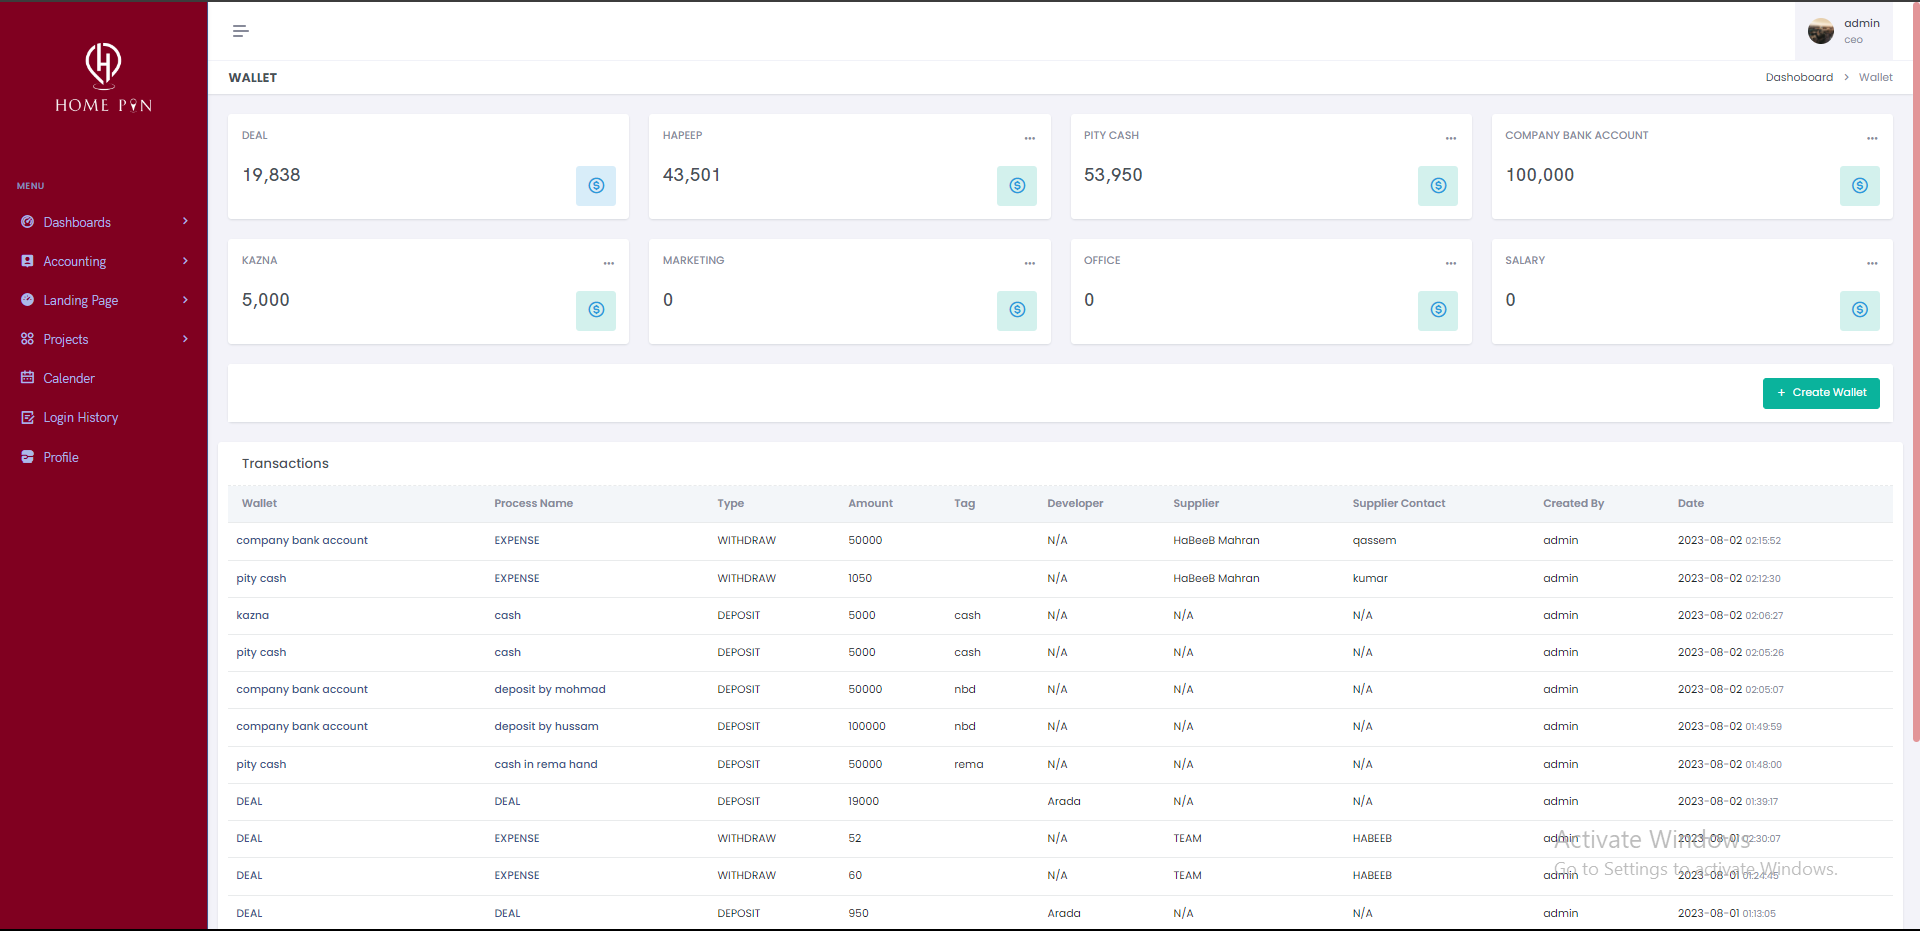 HOME PIN
MENU
Dashboards
Accounting
Landing Page
Projects
Calender
Login History
Profile
admin
ceo
WALLET
Dashoboard > Wallet
DEAL
19,838
HAPEEP
43,501
PITY CASH
53,950
COMPANY BANK ACCOUNT
100,000
KAZNA
5,000
MARKETING
0
OFFICE
0
SALARY
0
+ Create Wallet
Transactions
Wallet Process Name Type Amount Tag Developer Supplier Supplier Contact Created By Date
company bank account EXPENSE WITHDRAW 50000 N/A HaBeeB Mahran qassem admin 2023-08-02 02:15:52
pity cash EXPENSE WITHDRAW 1050 N/A HaBeeB Mahran kumar admin 2023-08-02 02:12:30
kazna cash DEPOSIT 5000 cash N/A N/A N/A admin 2023-08-02 02:06:27
pity cash cash DEPOSIT 5000 cash N/A N/A N/A admin 2023-08-02 02:05:26
company bank account deposit by mohmad DEPOSIT 50000 nbd N/A N/A N/A admin 2023-08-02 02:05:07
company bank account deposit by hussam DEPOSIT 100000 nbd N/A N/A N/A admin 2023-08-02 01:49:59
pity cash cash in rema hand DEPOSIT 50000 rema N/A N/A N/A admin 2023-08-02 01:48:00
DEAL DEAL DEPOSIT 19000 Arada N/A N/A admin 2023-08-02 01:39:17
DEAL EXPENSE WITHDRAW 52 N/A TEAM HABEEB admin 2023-08-01 02:30:07
DEAL EXPENSE WITHDRAW 60 N/A TEAM HABEEB admin 2023-08-01 01:24:45
DEAL DEAL DEPOSIT 950 Arada N/A N/A admin 2023-08-01 01:13:05
Activate Windows
Go to Settings to activate Windows.